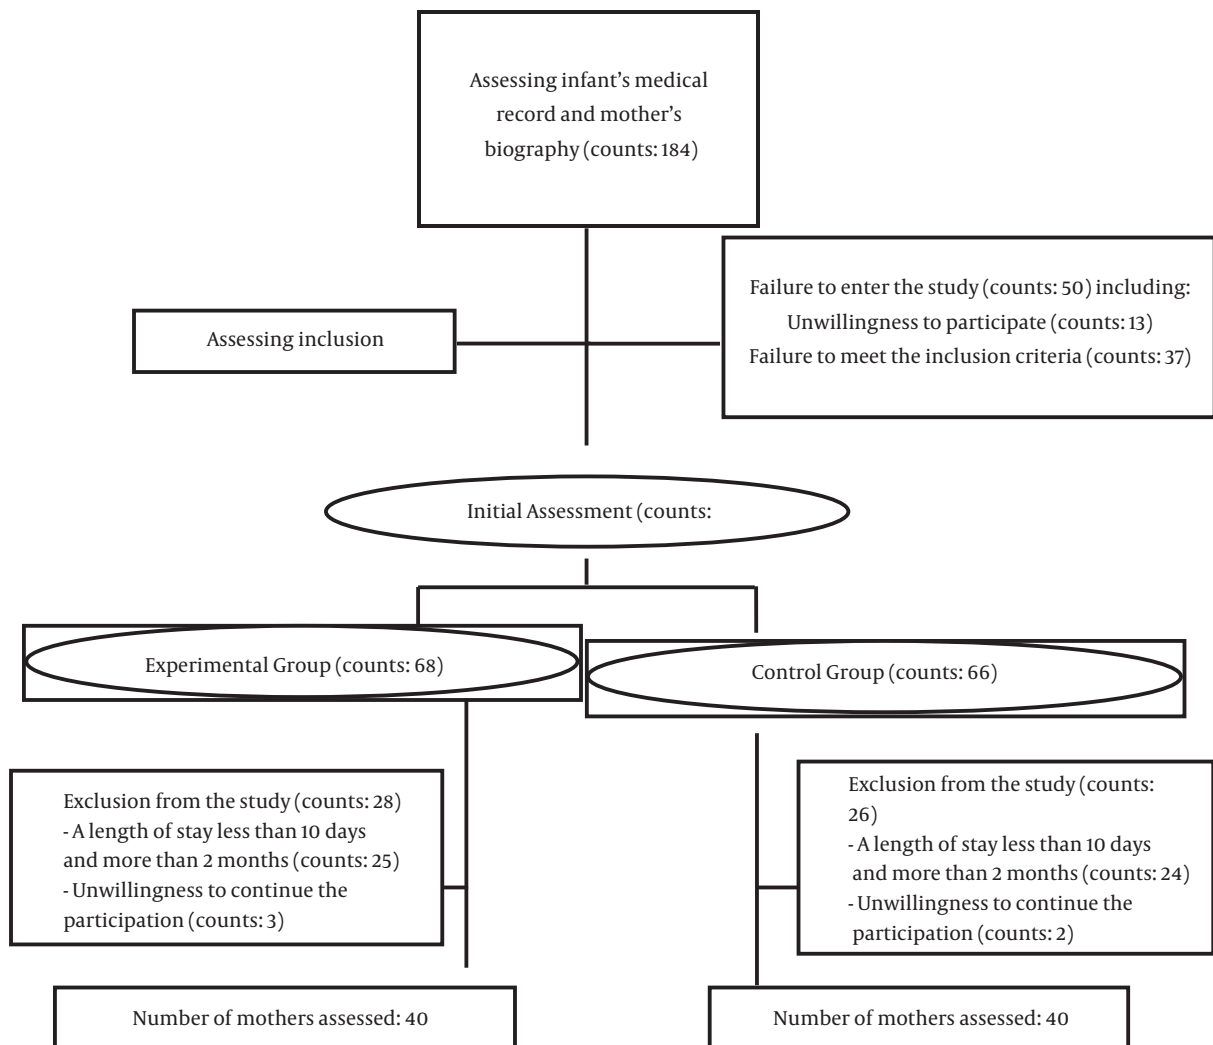 Assessing infant’s medical
record and mother’s
biography (counts: 184)
Failure to enter the study (counts: 50) including:
Unwillingness to participate (counts: 13)
Failure to meet the inclusion criteria (counts: 37)
Assessing inclusion
Initial Assessment (counts:
Experimental Group (counts: 68)
Control Group (counts: 66)
Exclusion from the study (counts: 28)
- A length of stay less than 10 days
and more than 2 months (counts: 25)
- Unwillingness to continue the
participation (counts: 3)
Exclusion from the study (counts:
26)
- A length of stay less than 10 days
and more than 2 months (counts: 24)
- Unwillingness to continue the
participation (counts: 2)
Number of mothers assessed: 40
Number of mothers assessed: 40